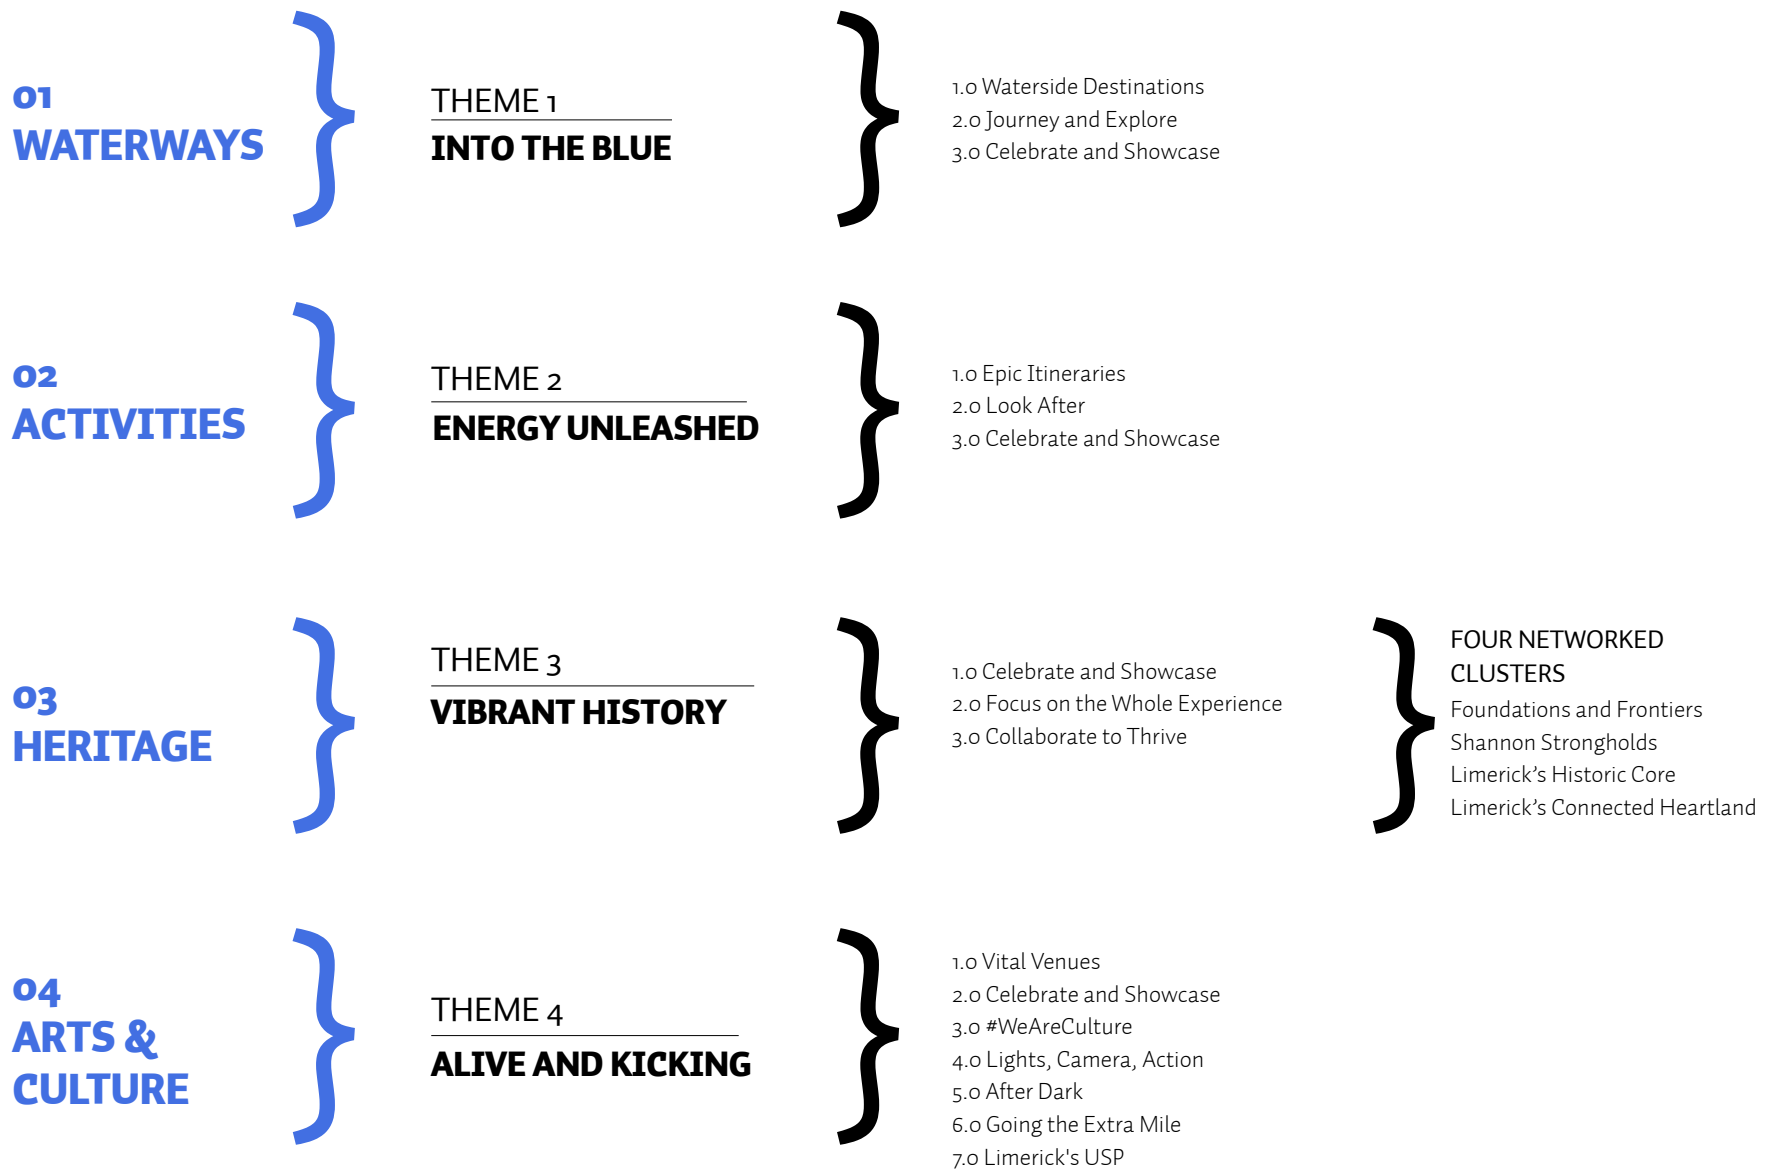 01
WATERWAYS
THEME 1
INTO THE BLUE
1.0 Waterside Destinations
2.0 Journey and Explore
3.0 Celebrate and Showcase
02
ACTIVITIES
THEME 2
ENERGY UNLEASHED
1.0 Epic Itineraries
2.0 Look After
3.0 Celebrate and Showcase
03
HERITAGE
THEME 3
VIBRANT HISTORY
1.0 Celebrate and Showcase
2.0 Focus on the Whole Experience
3.0 Collaborate to Thrive
FOUR NETWORKED
CLUSTERS
Foundations and Frontiers
Shannon Strongholds
Limerick’s Historic Core
Limerick’s Connected Heartland
04
ARTS &
CULTURE
THEME 4
ALIVE AND KICKING
1.0 Vital Venues
2.0 Celebrate and Showcase
3.0 #WeAreCulture
4.0 Lights, Camera, Action
5.0 After Dark
6.0 Going the Extra Mile
7.0 Limerick's USP